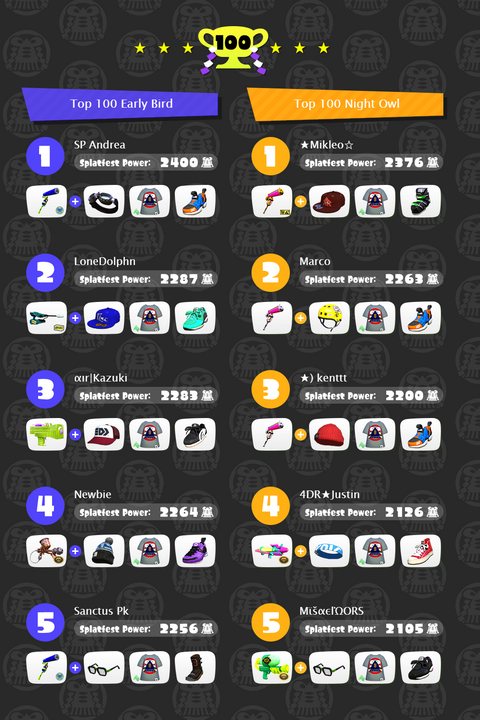 100
Top 100 Early Bird
1
SP Andrea
Splatfest Power: 2400
2
LoneDolphn
Splatfest Power: 2287
3
αιr|Kazuki
Splatfest Power: 2283
4
Newbie
Splatfest Power: 2264
5
Sanctus Pk
Splatfest Power: 2256
Top 100 Night Owl
1
★Mikleo☆
Splatfest Power: 2376
2
Marco
Splatfest Power: 2263
3
★) kenttt
Splatfest Power: 2200
4
4DR★Justin
Splatfest Power: 2126
5
Splatfest Power: 2105